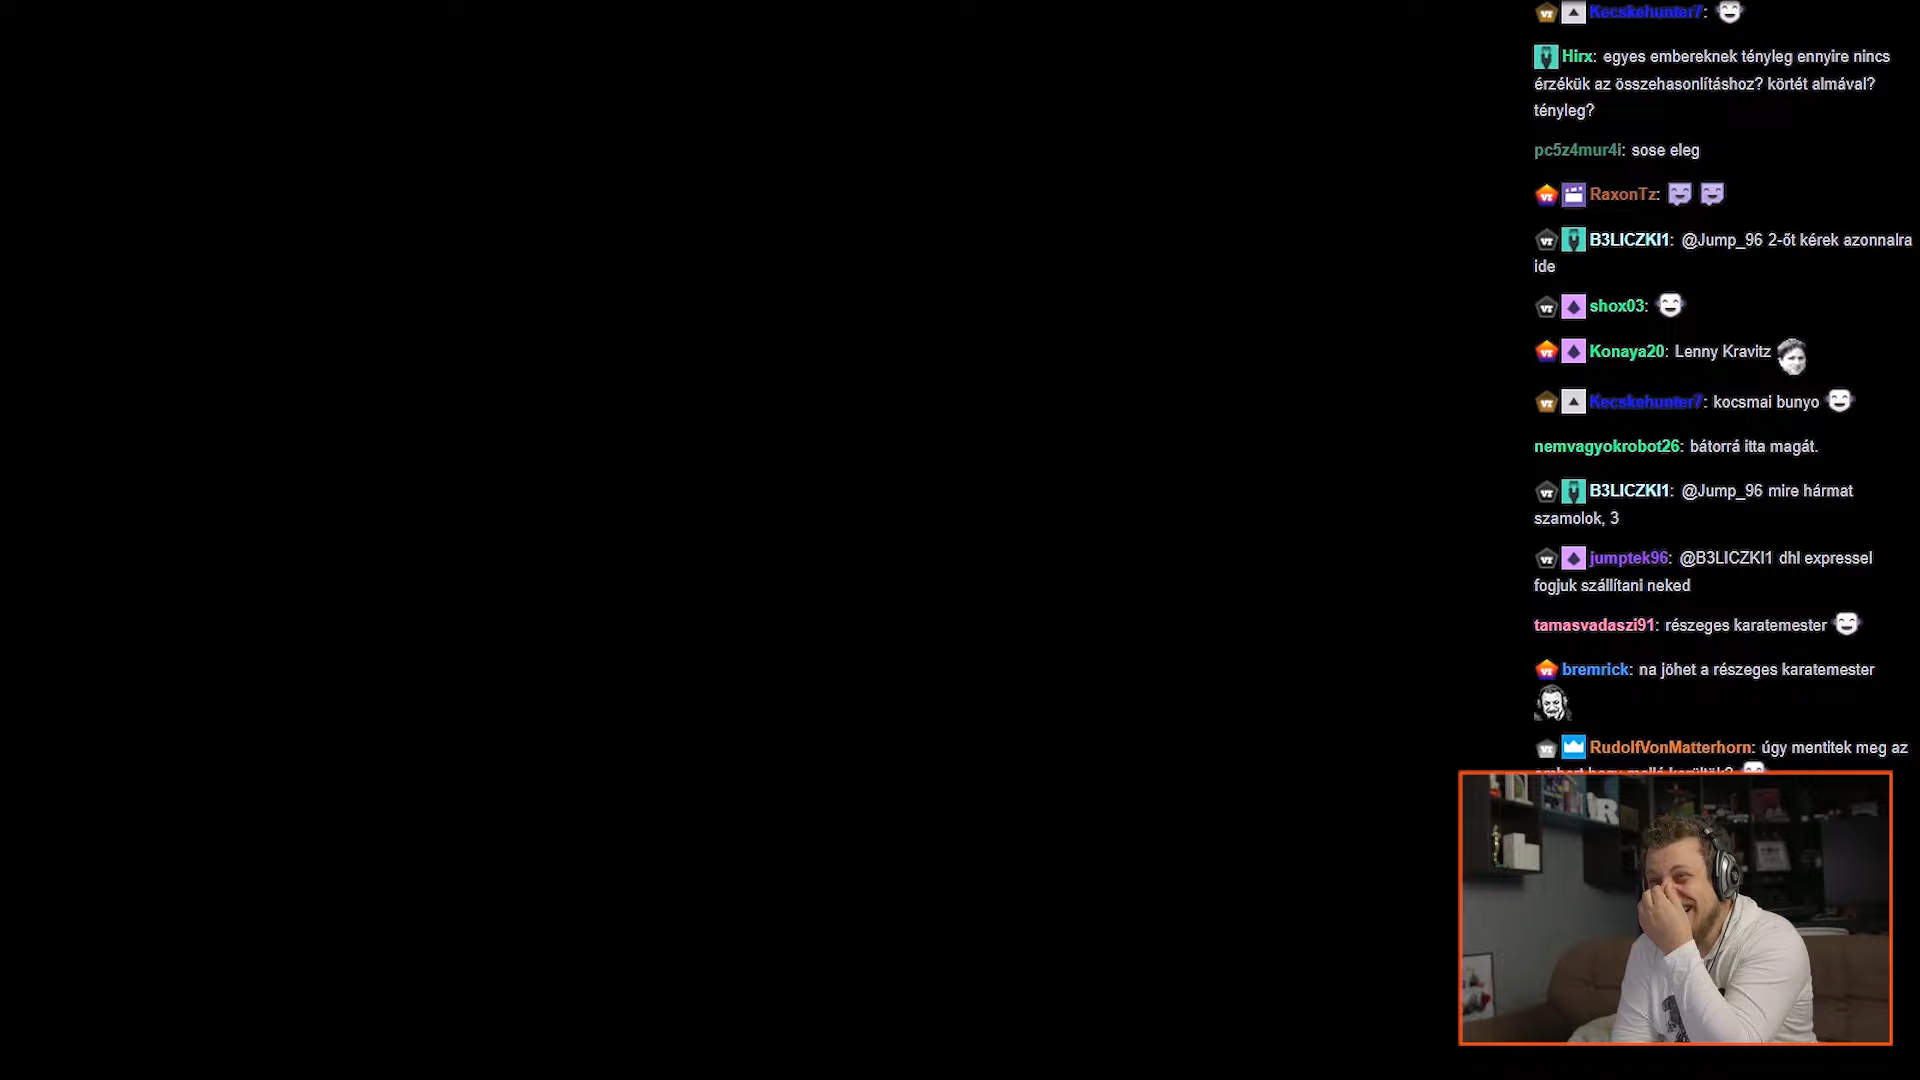 Kecskehunter7:
Hirx: egyes embereknek tényleg ennyire nincs
érzékük az összehasonlításhoz? körtét almával?
tényleg?
pc5z4mur4i: sose eleg
RaxonTz:
B3LICZKI1: @Jump_96 2-őt kérek azonnalra
ide
shox03:
Konaya20: Lenny Kravitz
Kecskehunter7: kocsmai bunyo
nemvagyokrobot26: bátorrá itta magát.
B3LICZKI1: @Jump_96 mire hármat
szamolok, 3
jumptek96: @B3LICZKI1 dhl expressel
fogjuk szállítani neked
tamasvadaszi91: részeges karatemester
bremrick: na jöhet a részeges karatemester
RudolfVonMatterhorn: úgy mentitek meg az